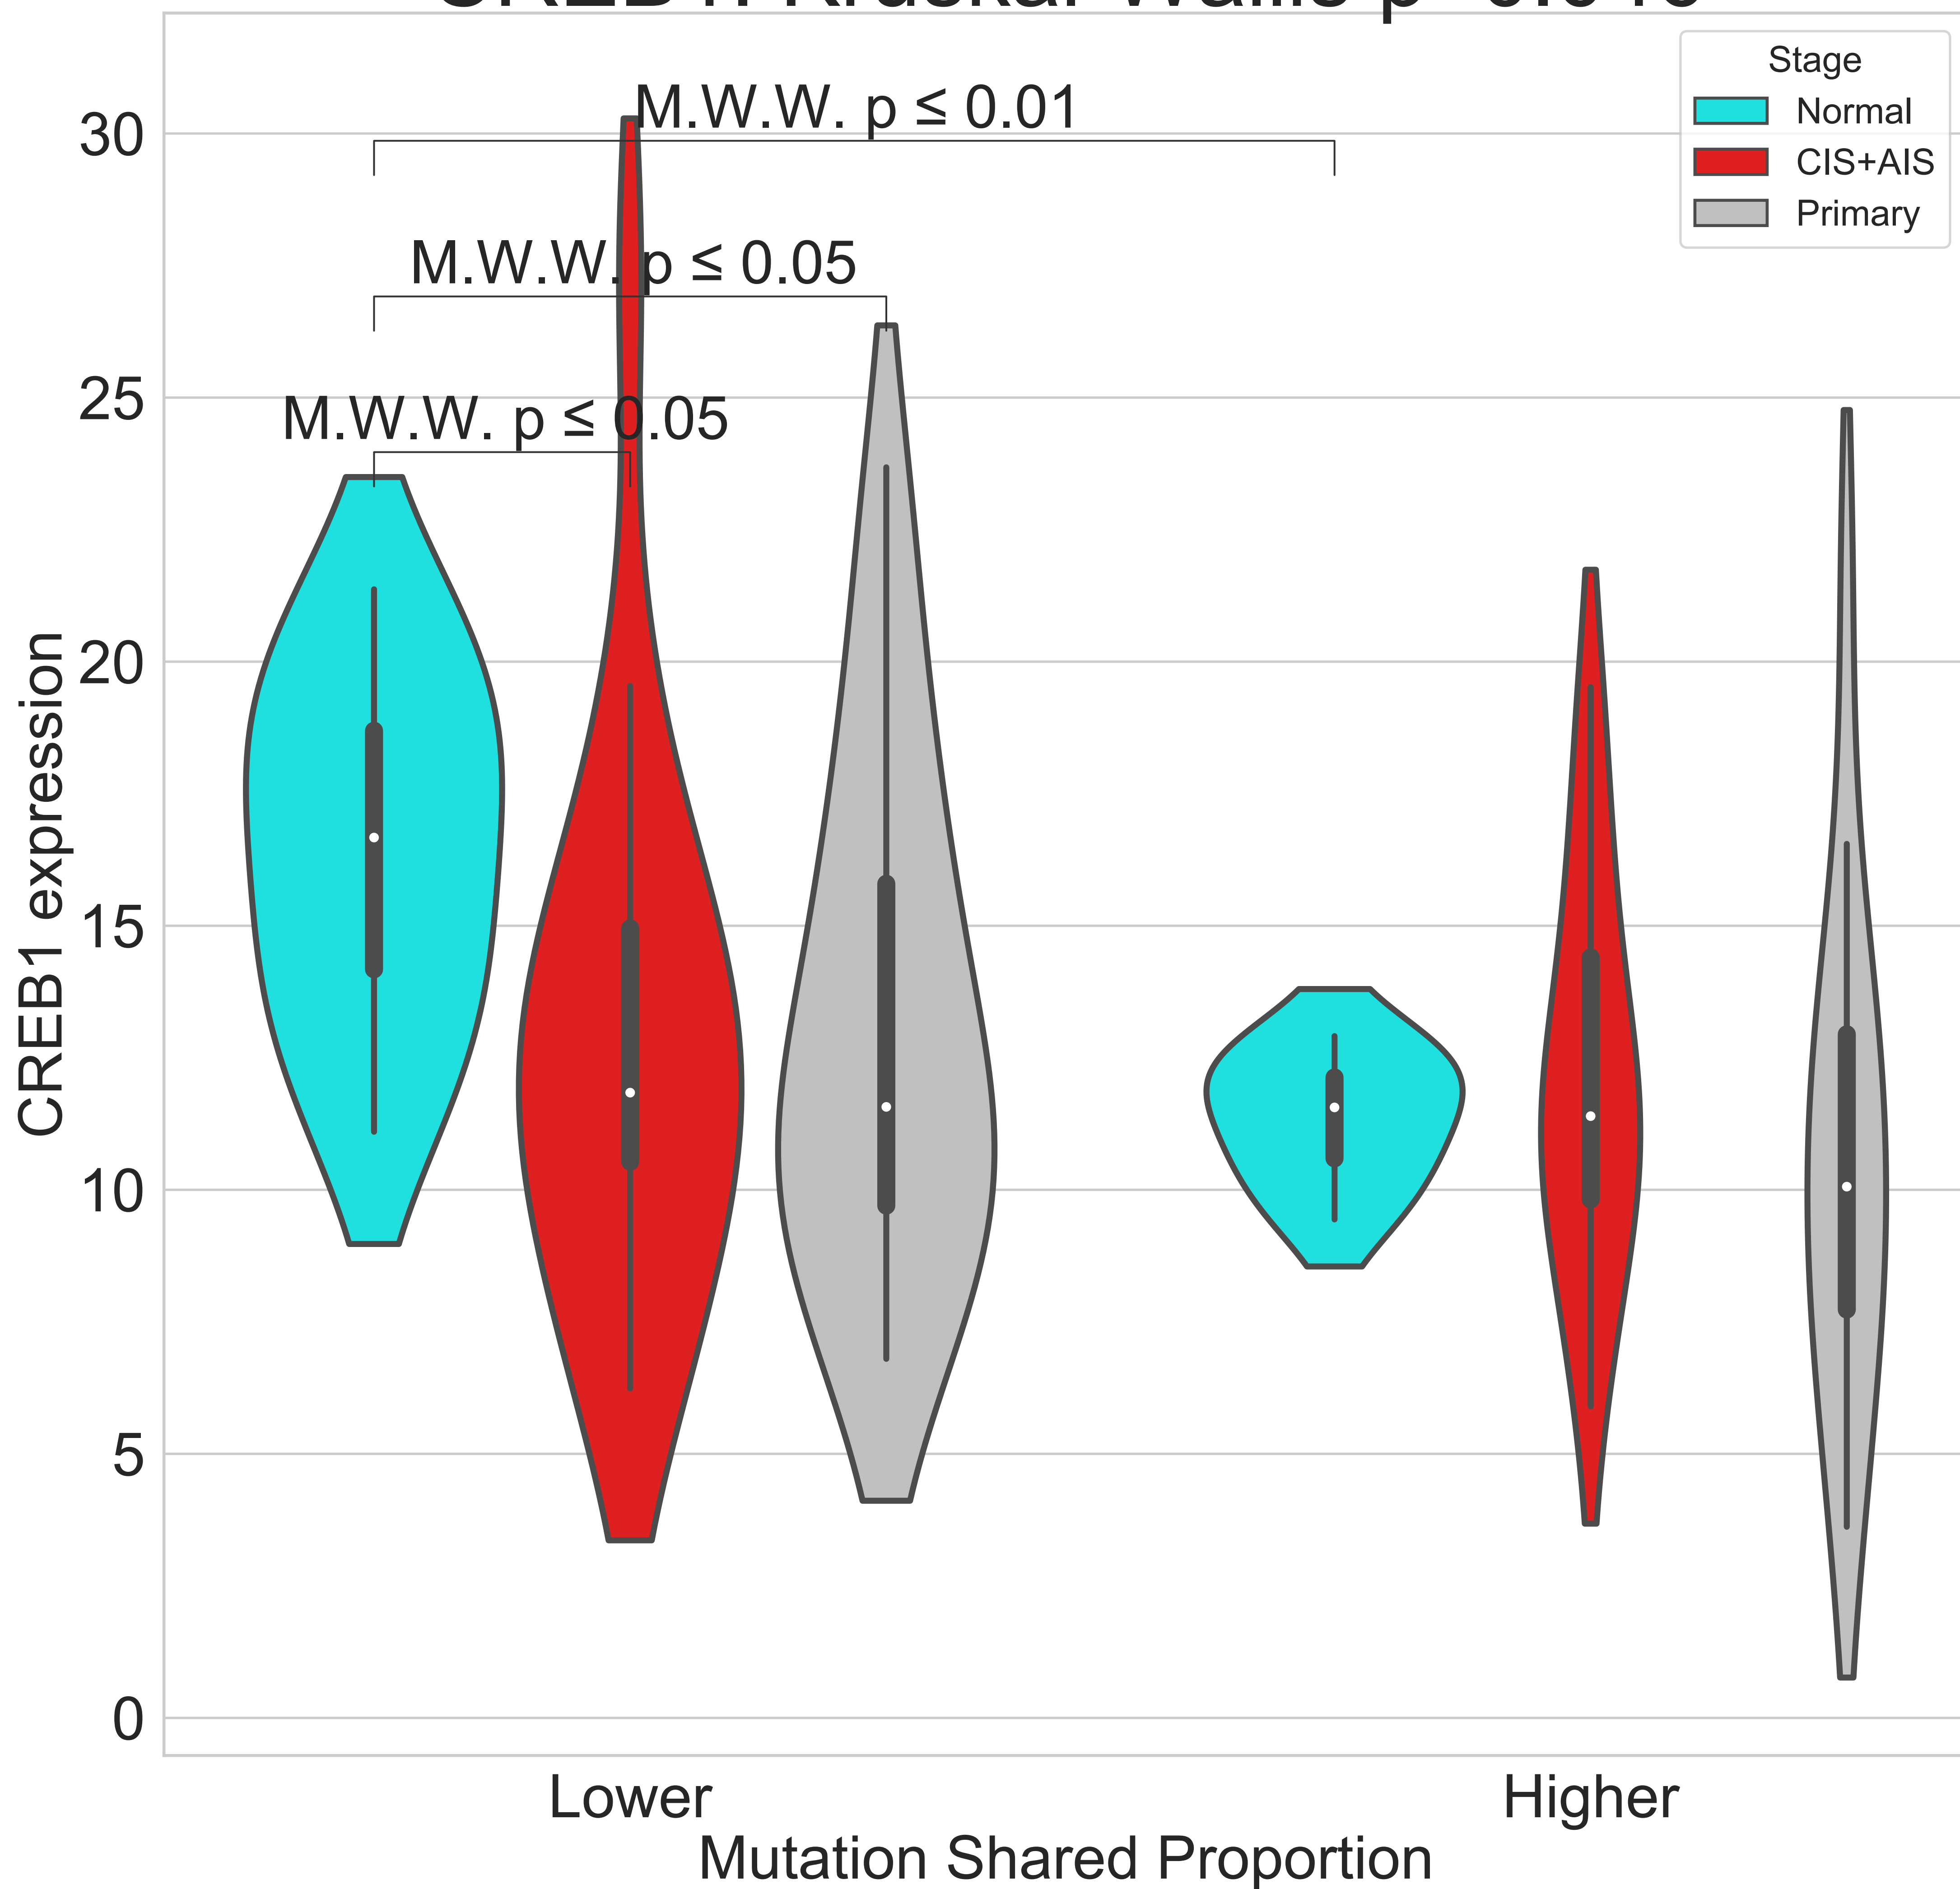 30
25
20
15
10
5
0
CREB1 expression
M.W.W. p ≤ 0.01
M.W.W. p ≤ 0.05
M.W.W. p ≤ 0.05
Stage
Normal
CIS+AIS
Primary
Lower
Higher
Mutation Shared Proportion